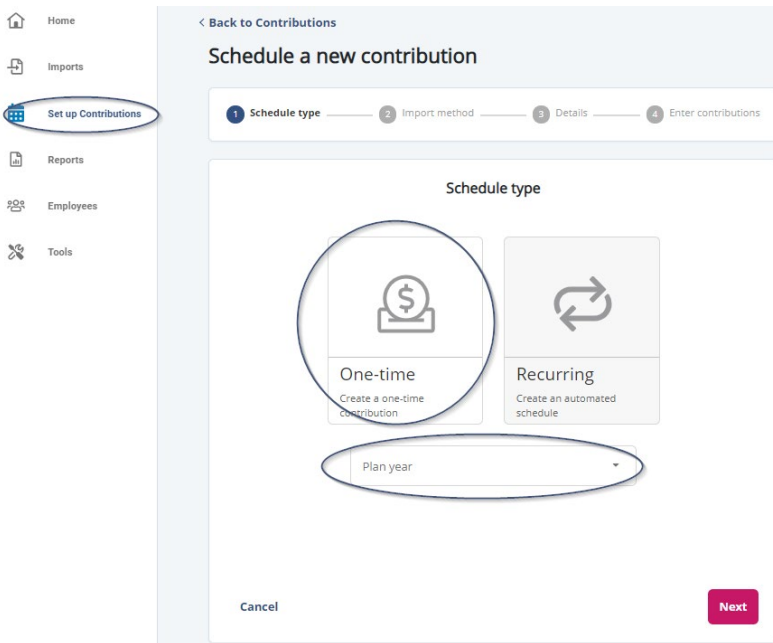 Home
Imports
Set up Contributions
Reports
Employees
Tools
< Back to Contributions
Schedule a new contribution
1 Schedule type
2 Import method
3 Details
4 Enter contributions
Schedule type
One-time
Create a one-time
contribution
Recurring
Create an automated
schedule
Plan year
Cancel
Next